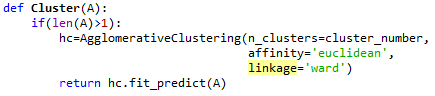 def Cluster(A):
    if(len(A)>1):
        hc=AgglomerativeClustering(n_clusters=cluster_number,
                                   affinity='euclidean',
                                   linkage='ward')
        return hc.fit_predict(A)